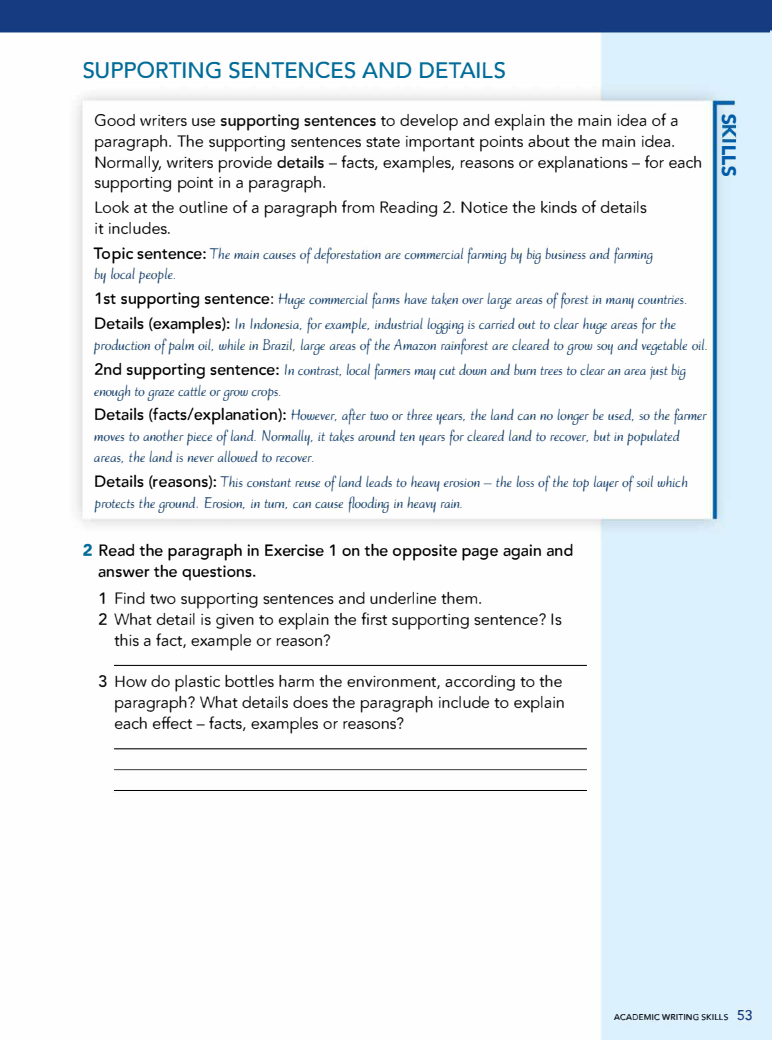 SUPPORTING SENTENCES AND DETAILS
Good writers use supporting sentences to develop and explain the main idea of a
paragraph. The supporting sentences state important points about the main idea.
Normally, writers provide details – facts, examples, reasons or explanations – for each
supporting point in a paragraph.
Look at the outline of a paragraph from Reading 2. Notice the kinds of details
it includes.
Topic sentence: The main causes of deforestation are commercial farming by big business and farming
by local people.
1st supporting sentence: Huge commercial farms have taken over large areas of forest in many countries.
Details (examples): In Indonesia, for example, industrial logging is carried out to clear huge areas for the
production of palm oil, while in Brazil, large areas of the Amazon rainforest are cleared to grow soy and vegetable oil.
2nd supporting sentence: In contrast, local farmers may cut down and burn trees to clear an area just big
enough to graze cattle or grow crops.
Details (facts/explanation): However, after two or three years, the land can no longer be used, so the farmer
moves to another piece of land. Normally, it takes around ten years for cleared land to recover, but in populated
areas, the land is never allowed to recover.
Details (reasons): This constant reuse of land leads to heavy erosion – the loss of the top layer of soil which
protects the ground. Erosion, in turn, can cause flooding in heavy rain.
SKILLS
2 Read the paragraph in Exercise 1 on the opposite page again and
answer the questions.
1 Find two supporting sentences and underline them.
2 What detail is given to explain the first supporting sentence? Is
this a fact, example or reason?
3 How do plastic bottles harm the environment, according to the
paragraph? What details does the paragraph include to explain
each effect – facts, examples or reasons?
ACADEMIC WRITING SKILLS 53